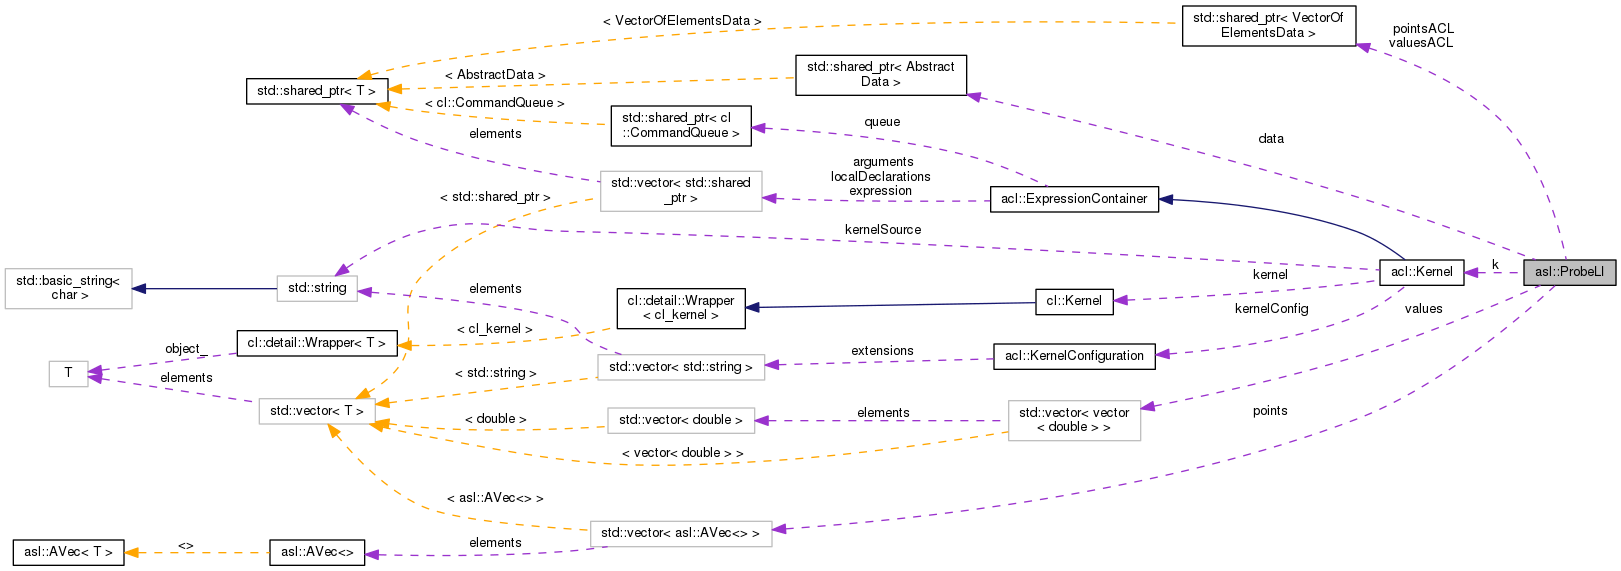 < VectorOfElementsData >
std::shared_ptr< VectorOf
ElementsData >
pointsACL
valuesACL
std::shared_ptr< T >
< AbstractData >
std::shared_ptr< Abstract
Data >
< cl::CommandQueue >
std::shared_ptr< cl
::CommandQueue >
queue
data
elements
arguments
localDeclarations
expression
std::vector< std::shared
_ptr >
< std::shared_ptr >
acl::ExpressionContainer
kernelSource
std::basic_string<
char >
std::string
elements
cl::detail::Wrapper
< cl_kernel >
cl::Kernel
kernel
acl::Kernel
k
asl::ProbeLI
kernelConfig
values
< cl_kernel >
cl::detail::Wrapper< T >
object_
T
elements
extensions
acl::KernelConfiguration
std::vector< std::string >
< std::string >
std::vector< T >
< double >
std::vector< double >
elements
std::vector< vector
< double > >
points
< vector< double > >
< asl::AVec<> >
std::vector< asl::AVec<> >
asl::AVec< T >
<>
asl::AVec<>
elements